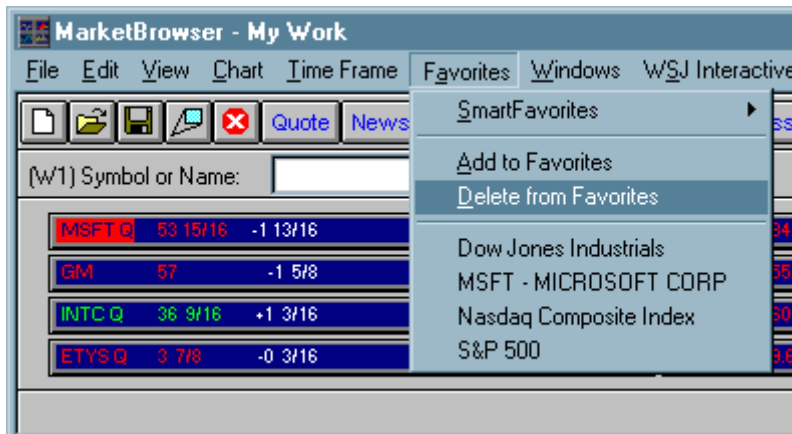 MarketBrowser - My Work
File Edit View Chart Time Frame Favorites Windows WSJ Interactive
Quote News
(W1) Symbol or Name:
SmartFavorites
Add to Favorites
Delete from Favorites
Dow Jones Industrials
MSFT - MICROSOFT CORP
Nasdaq Composite Index
S&P 500
MSFT Q 53 15/16 -1 13/16
GM 57 -1 5/8
INTC Q 36 9/16 +1 3/16
ETYS Q 3 7/8 -0 3/16